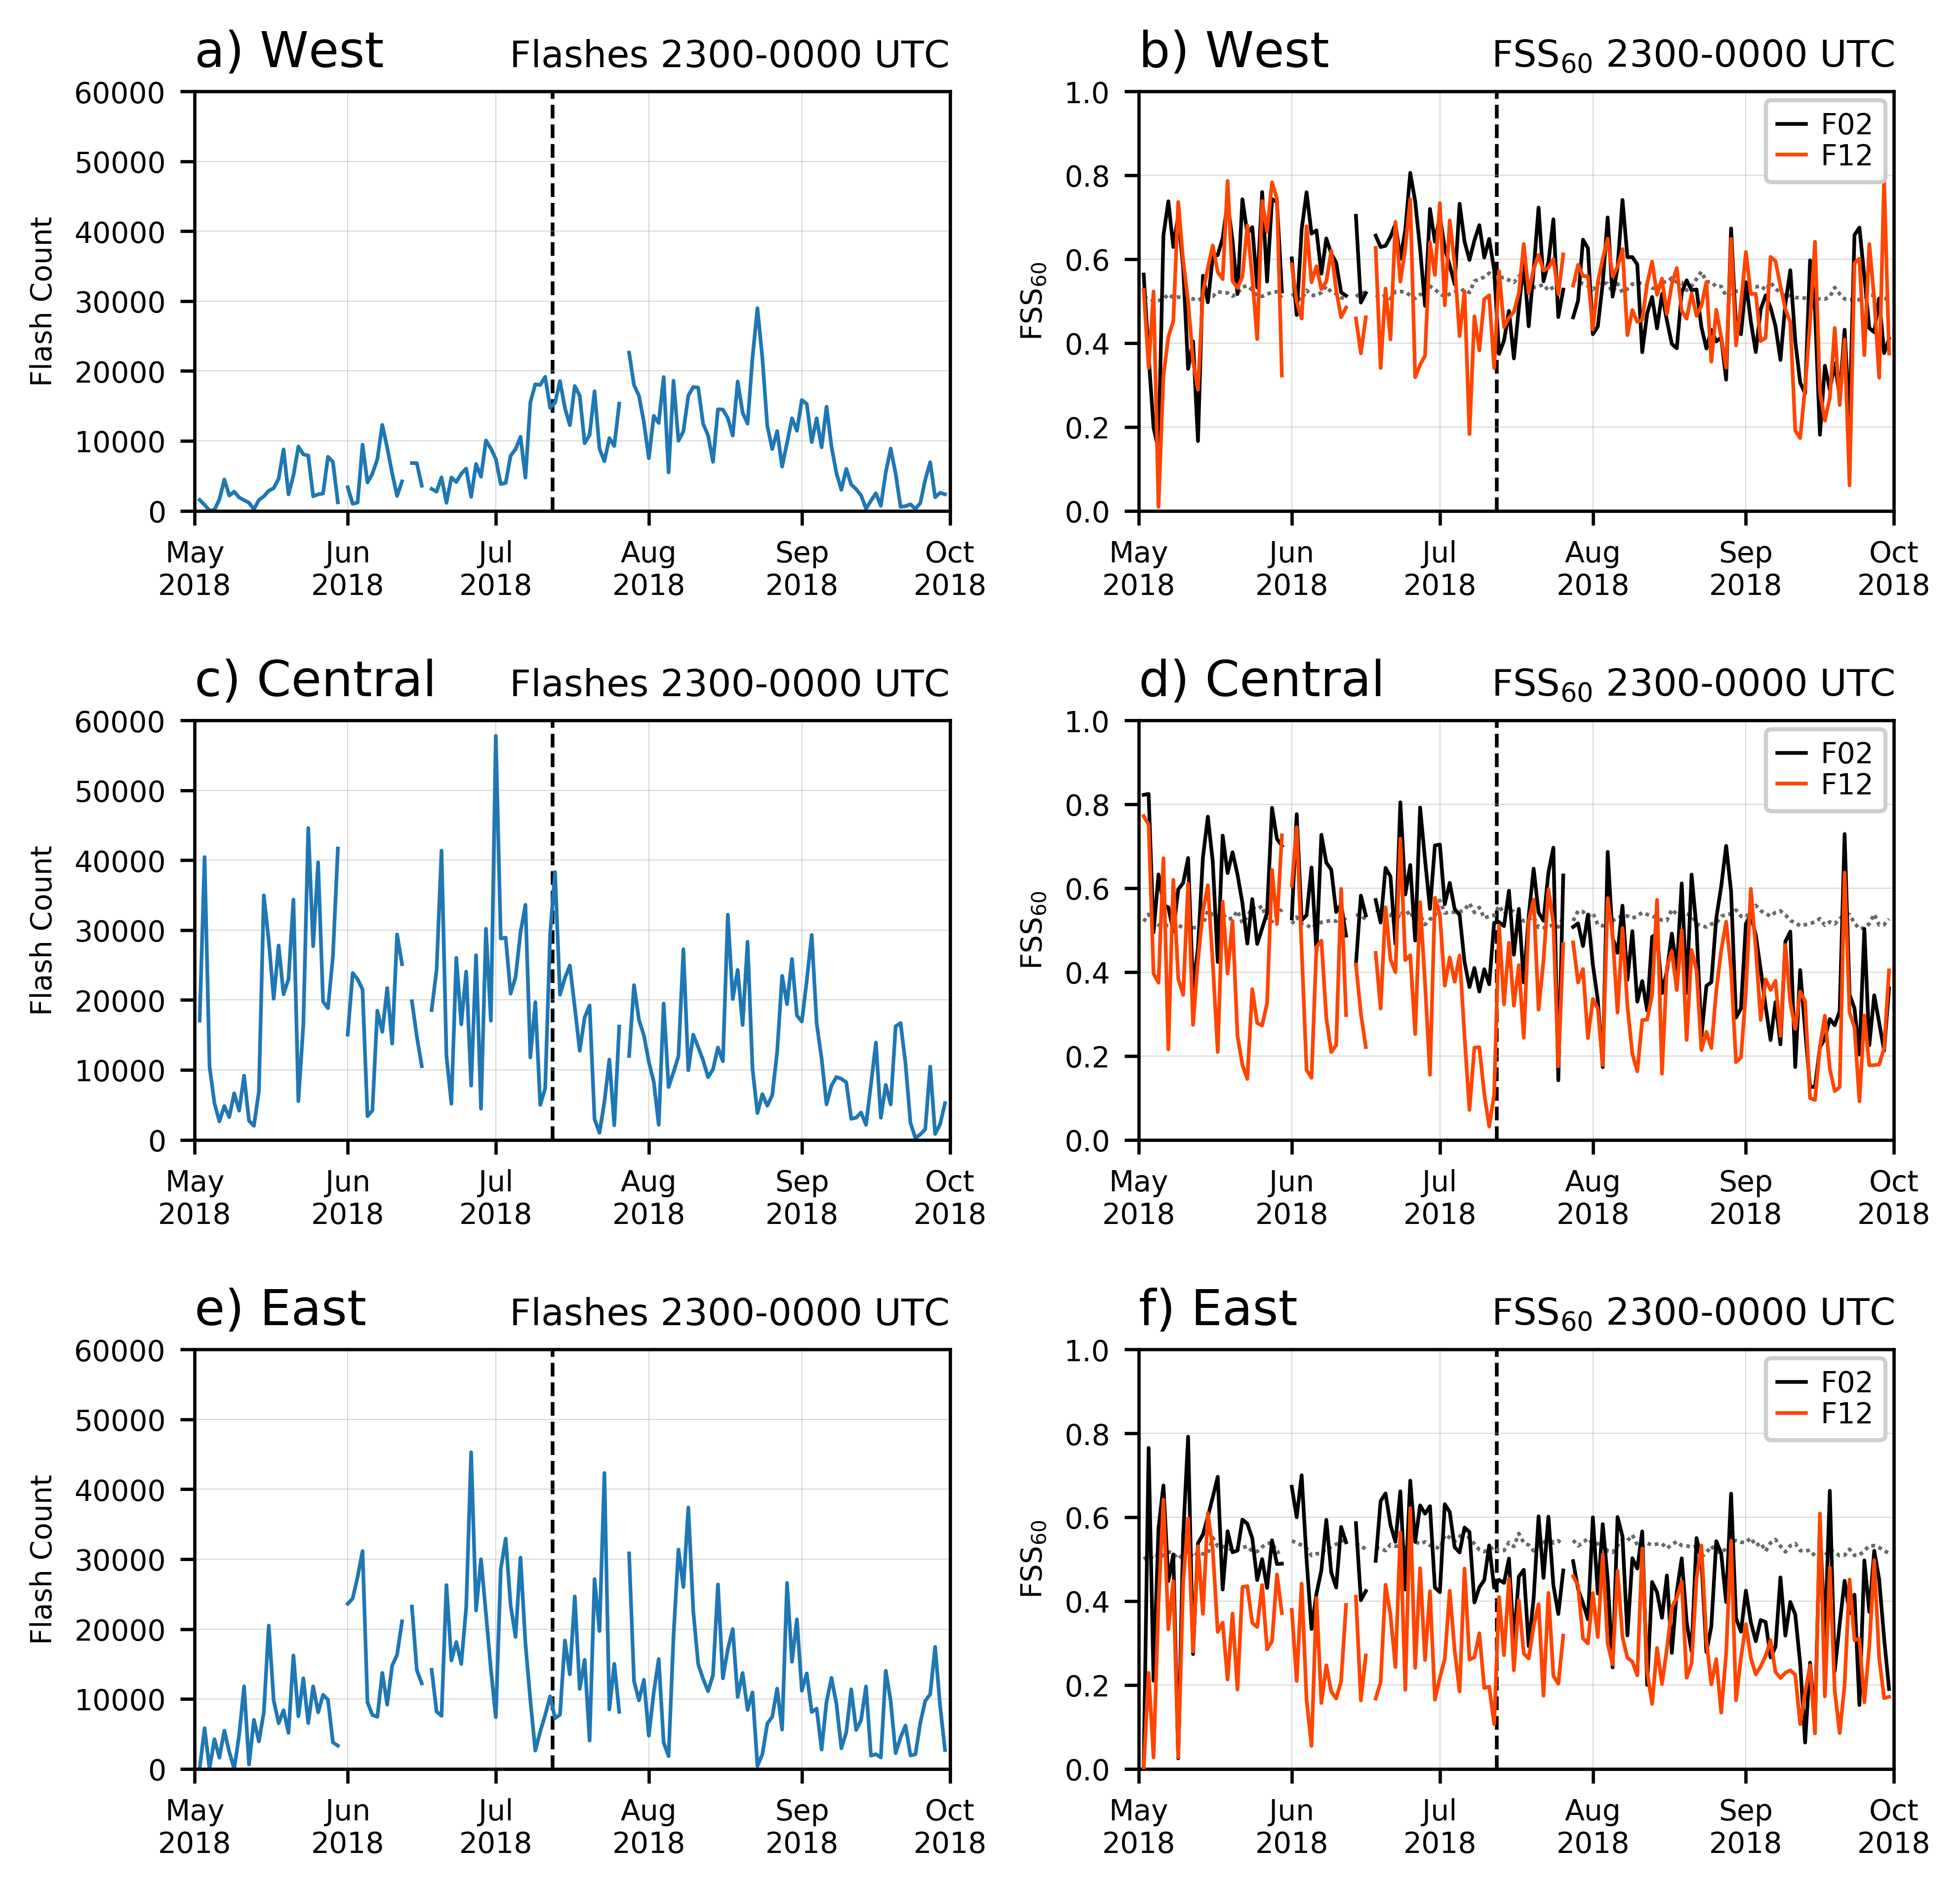 a) West Flashes 2300-0000 UTC
60000
50000
40000
30000
20000
10000
0
Flash Count
May Jun Jul Aug Sep Oct
2018 2018 2018 2018 2018 2018
b) West FSS60 2300-0000 UTC
1.0
0.8
0.6
0.4
0.2
0.0
FSS60
F02
F12
May Jun Jul Aug Sep Oct
2018 2018 2018 2018 2018 2018
c) Central Flashes 2300-0000 UTC
60000
50000
40000
30000
20000
10000
0
Flash Count
May Jun Jul Aug Sep Oct
2018 2018 2018 2018 2018 2018
d) Central FSS60 2300-0000 UTC
1.0
0.8
0.6
0.4
0.2
0.0
FSS60
F02
F12
May Jun Jul Aug Sep Oct
2018 2018 2018 2018 2018 2018
e) East Flashes 2300-0000 UTC
60000
50000
40000
30000
20000
10000
0
Flash Count
May Jun Jul Aug Sep Oct
2018 2018 2018 2018 2018 2018
f) East FSS60 2300-0000 UTC
1.0
0.8
0.6
0.4
0.2
0.0
FSS60
F02
F12
May Jun Jul Aug Sep Oct
2018 2018 2018 2018 2018 2018